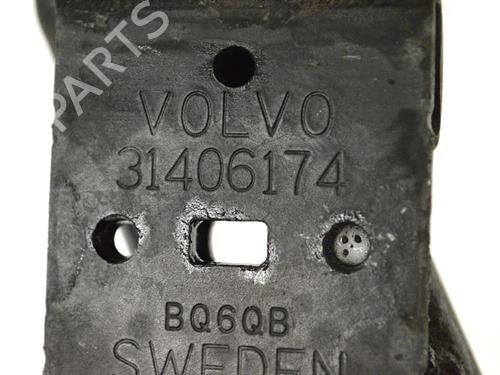 B-PARTS
VOLVO
31406174
BQ6QB
SWEDEN